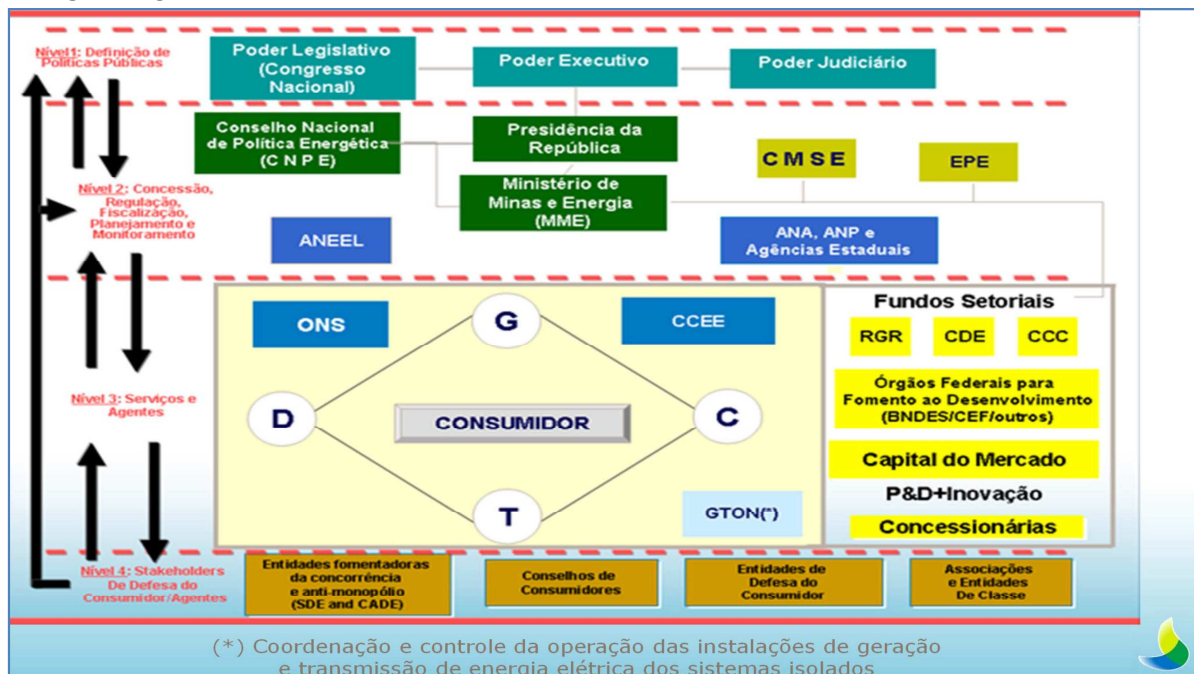 Nível1: Definição de
Políticas Públicas
Poder Legislativo
(Congresso
Nacional)
Poder Executivo
Poder Judiciário
Conselho Nacional
de Política Energética
(C N P E)
Presidência da
República
C M S E
EPE
Nível 2: Concessão,
Regulação,
Fiscalização,
Planejamento e
Monitoramento
Ministério de
Minas e Energia
(MME)
ANEEL
ANA, ANP e
Agências Estaduais
ONS
G
CCEE
D
CONSUMIDOR
C
T
GTON(*)
Nível 3: Serviços e
Agentes
Fundos Setoriais
RGR
CDE
CCC
Órgãos Federais para
Fomento ao Desenvolvimento
(BNDES/CEF/outros)
Capital do Mercado
P&D+Inovação
Concessionárias
Nível 4: Stakeholders
De Defesa do
Consumidor/Agentes
Entidades fomentadoras
da concorrência
e anti-monopólio
(SDE and CADE)
Conselhos de
Consumidores
Entidades de
Defesa do
Consumidor
Associações
e Entidades
De Classe
(*) Coordenação e controle da operação das instalações de geração
e transmissão de energia elétrica dos sistemas isolados